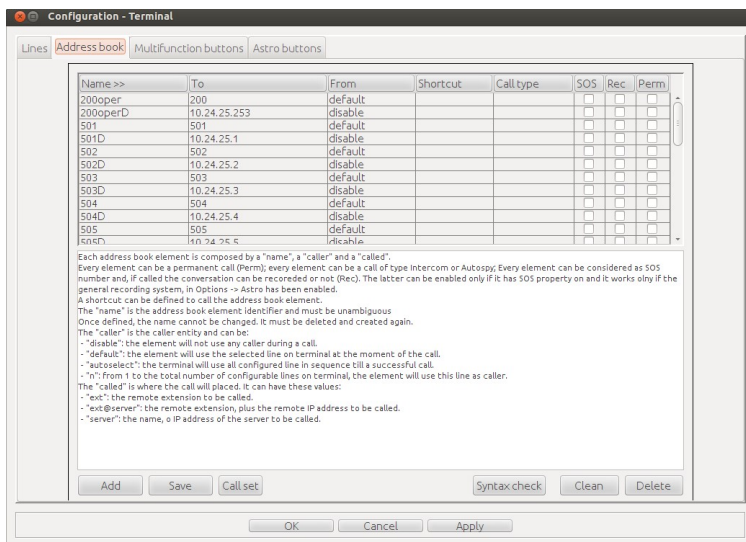 Configuration - Terminal
Lines Address book Multifunction buttons Astro buttons
Name >> To From Shortcut Call type SOS Rec Perm
200oper 200 default
200operD 10.24.25.253 disable
501 501 default
501D 10.24.25.1 disable
502 502 default
502D 10.24.25.2 disable
503 503 default
503D 10.24.25.3 disable
504 504 default
504D 10.24.25.4 disable
505 505 default
505D 10.24.25.5 disable
Each address book element is composed by a "name", a "caller" and a "called".
Every element can be a permanent call (Perm); every element can be a call of type Intercom or Autospy; Every element can be considered as SOS
number and, if called the conversation can be recoreded or not (Rec). The latter can be enabled only if it has SOS property on and it works olny if the
general recording system, in Options -> Astro has been enabled.
A shortcut can be defined to call the address book element.
The "name" is the address book element identifier and must be unambiguous
Once defined, the name cannot be changed. It must be deleted and created again.
The "caller" is the caller entity and can be:
- "disable": the element will not use any caller during a call.
- "default": the element will use the selected line on terminal at the moment of the call.
- "autoselect": the terminal will use all configured line in sequence till a successful call.
- "n": from 1 to the total number of configurable lines on terminal, the element will use this line as caller.
The "called" is where the call will placed. It can have these values:
- "ext": the remote extension to be called.
- "ext@server": the remote extension, plus the remote IP address to be called.
- "server": the name, o IP address of the server to be called.
Add Save Call set Syntax check Clean Delete
OK Cancel Apply